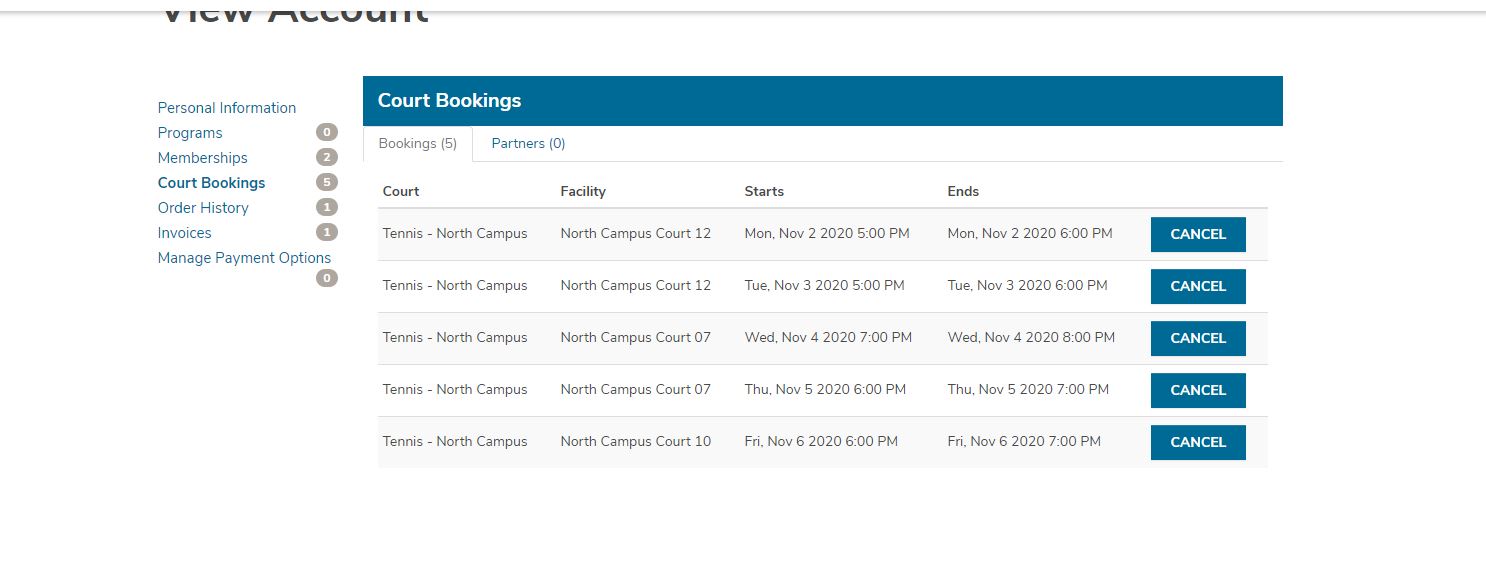 View Account
Personal Information
Programs 0
Memberships 2
Court Bookings 5
Order History 1
Invoices 1
Manage Payment Options
0
Court Bookings
Bookings (5) Partners (0)
Court Facility Starts Ends
Tennis - North Campus North Campus Court 12 Mon, Nov 2 2020 5:00 PM Mon, Nov 2 2020 6:00 PM CANCEL
Tennis - North Campus North Campus Court 12 Tue, Nov 3 2020 5:00 PM Tue, Nov 3 2020 6:00 PM CANCEL
Tennis - North Campus North Campus Court 07 Wed, Nov 4 2020 7:00 PM Wed, Nov 4 2020 8:00 PM CANCEL
Tennis - North Campus North Campus Court 07 Thu, Nov 5 2020 6:00 PM Thu, Nov 5 2020 7:00 PM CANCEL
Tennis - North Campus North Campus Court 10 Fri, Nov 6 2020 6:00 PM Fri, Nov 6 2020 7:00 PM CANCEL